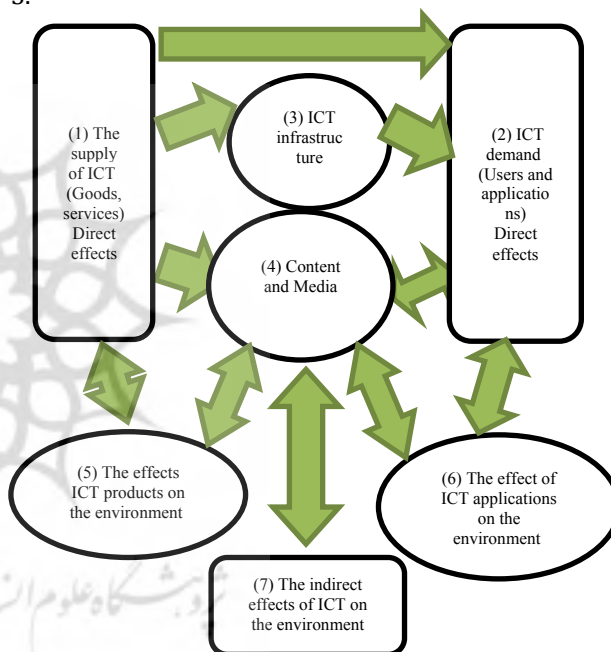 s.
(1) The
supply
of ICT
(Goods,
services)
Direct
effects
(3) ICT
infrastruc
ture
(2) ICT
demand
(Users and
applicatio
ns)
Direct
effects
(4) Content
and Media
(5) The effects
ICT products on
the environment
(6) The effect of
ICT applications
on the
environment
(7) The indirect
effects of ICT on
the environment